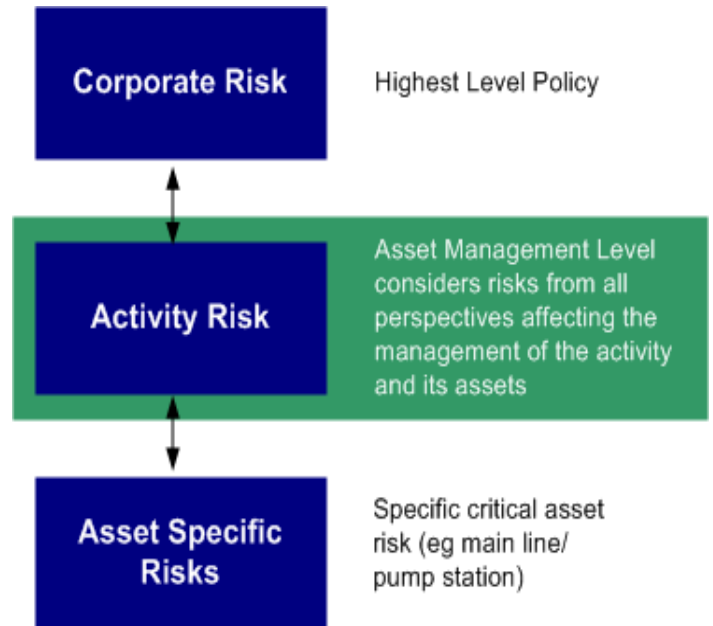 Corporate Risk
Highest Level Policy
Activity Risk
Asset Management Level
considers risks from all
perspectives affecting the
management of the activity
and its assets
Asset Specific
Risks
Specific critical asset
risk (eg main line/
pump station)